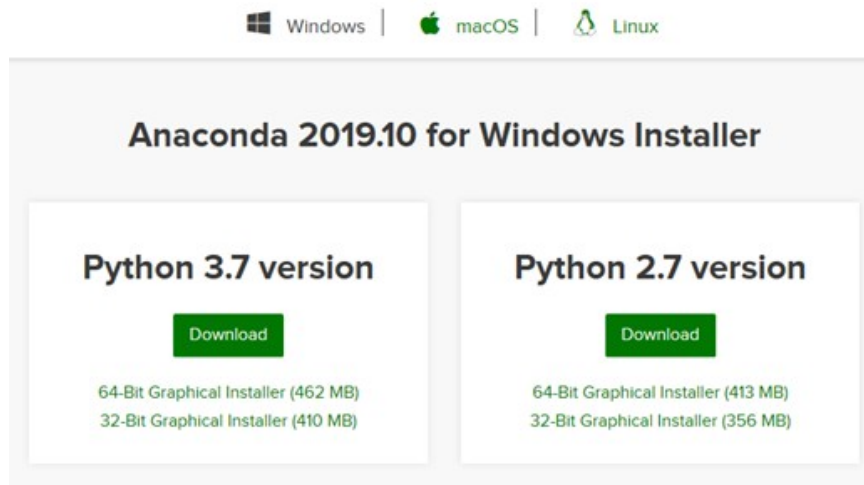 Windows | macOS | Linux
Anaconda 2019.10 for Windows Installer
Python 3.7 version
Download
64-Bit Graphical Installer (462 MB)
32-Bit Graphical Installer (410 MB)
Python 2.7 version
Download
64-Bit Graphical Installer (413 MB)
32-Bit Graphical Installer (356 MB)